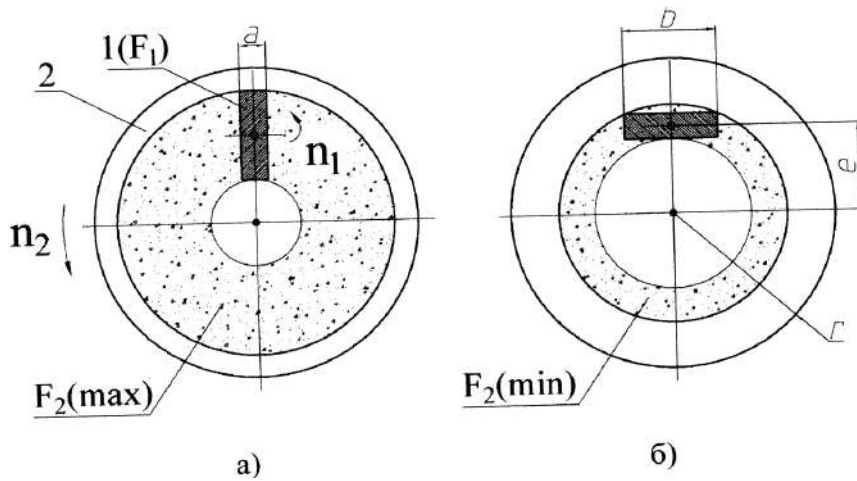 a
1(F₁)
2
n₁
n₂
F₂(max)
а)
b
e
r
F₂(min)
б)